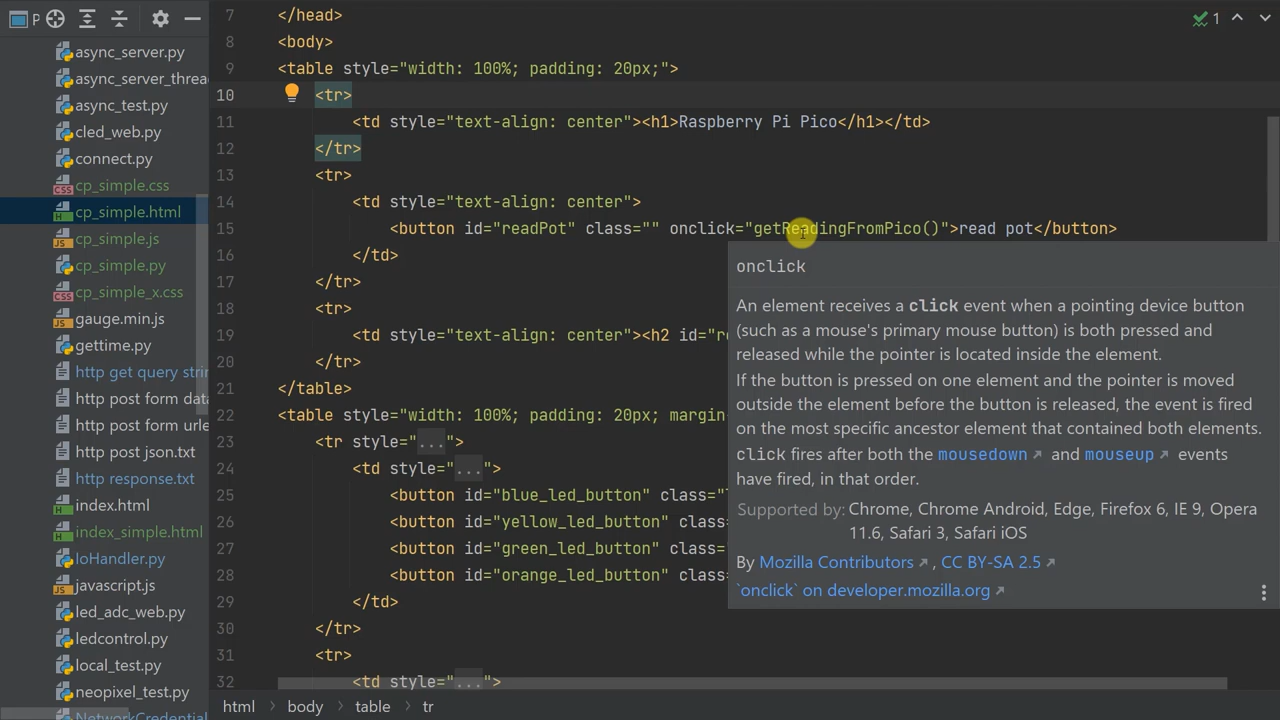 P
async_server.py
async_server_threa
async_test.py
cled_web.py
connect.py
cp_simple.css
cp_simple.html
cp_simple.js
cp_simple.py
cp_simple_x.css
gauge.min.js
gettime.py
http get query strin
http post form data
http post form urle
http post json.txt
http response.txt
index.html
index_simple.html
IoHandler.py
javascript.js
led_adc_web.py
ledcontrol.py
local_test.py
neopixel_test.py
NetworkCredential
7 </head>
8 <body>
9 <table style="width: 100%; padding: 20px;">
10 <tr>
11 <td style="text-align: center"><h1>Raspberry Pi Pico</h1></td>
12 </tr>
13 <tr>
14 <td style="text-align: center">
15 <button id="readPot" class="" onclick="getReadingFromPico()">read pot</button>
16 </td>
17 </tr>
18 <tr>
19 <td style="text-align: center"><h2 id="r
20 </tr>
21 </table>
22 <table style="width: 100%; padding: 20px; margin
23 <tr style="...">
24 <td style="...">
25 <button id="blue_led_button" class="
26 <button id="yellow_led_button" class
27 <button id="green_led_button" class=
28 <button id="orange_led_button" class
29 </td>
30 </tr>
31 <tr>
32 <td style="...">
1
onclick
An element receives a click event when a pointing device button
(such as a mouse's primary mouse button) is both pressed and
released while the pointer is located inside the element.
If the button is pressed on one element and the pointer is moved
outside the element before the button is released, the event is fired
on the most specific ancestor element that contained both elements.
click fires after both the mousedown and mouseup events
have fired, in that order.
Supported by: Chrome, Chrome Android, Edge, Firefox 6, IE 9, Opera
11.6, Safari 3, Safari iOS
By Mozilla Contributors , CC BY-SA 2.5
`onclick` on developer.mozilla.org
html body table tr